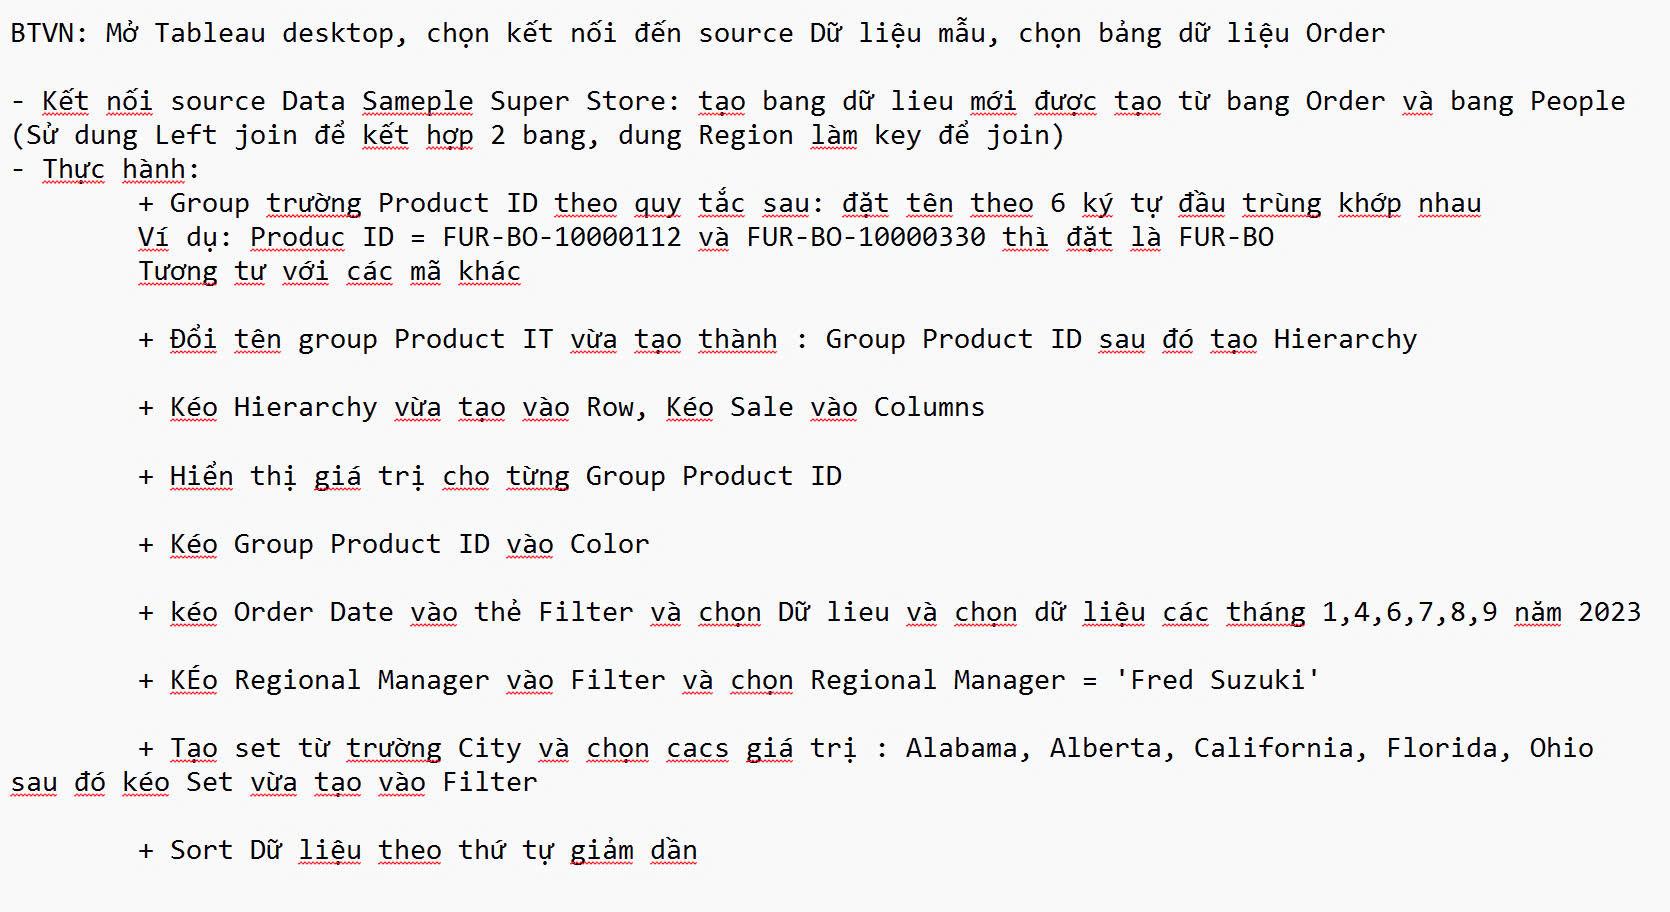 BTVN: Mở Tableau desktop, chọn kết nối đến source Dữ liệu mẫu, chọn bảng dữ liệu Order
- Kết nối source Data Sameple Super Store: tạo bang dữ lieu mới được tạo từ bang Order và bang People
(Sử dung Left join để kết hợp 2 bang, dung Region làm key để join)
- Thực hành:
+ Group trường Product ID theo quy tắc sau: đặt tên theo 6 ký tự đầu trùng khớp nhau
Ví dụ: Produc ID = FUR-BO-10000112 và FUR-BO-10000330 thì đặt là FUR-BO
Tương tư với các mã khác
+ Đổi tên group Product IT vừa tạo thành : Group Product ID sau đó tạo Hierarchy
+ Kéo Hierarchy vừa tạo vào Row, Kéo Sale vào Columns
+ Hiển thị giá trị cho từng Group Product ID
+ Kéo Group Product ID vào Color
+ kéo Order Date vào thẻ Filter và chọn Dữ lieu và chọn dữ liệu các tháng 1,4,6,7,8,9 năm 2023
+ KÉo Regional Manager vào Filter và chọn Regional Manager = 'Fred Suzuki'
+ Tạo set từ trường City và chọn cacs giá trị : Alabama, Alberta, California, Florida, Ohio
sau đó kéo Set vừa tạo vào Filter
+ Sort Dữ liệu theo thứ tự giảm dần